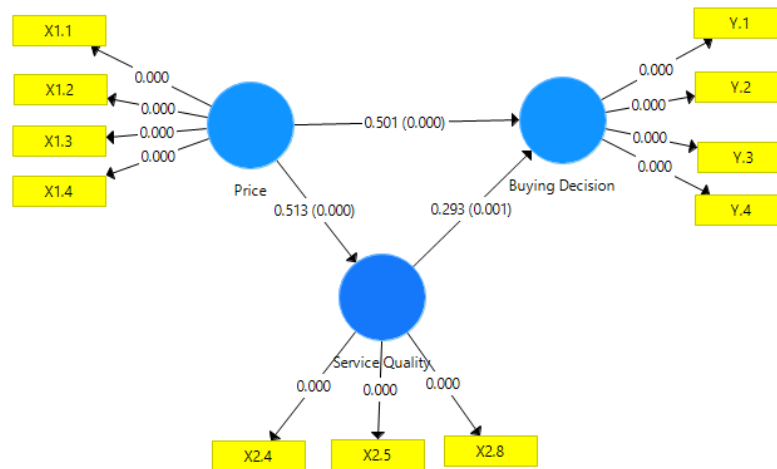 X1.1
Y.1
0.000
0.000
X1.2
Y.2
0.000
0.000
0.000
0.501 (0.000)
0.000
X1.3
Y.3
0.000
0.000
X1.4
Price
Buying Decision
Y.4
0.513 (0.000)
0.293 (0.001)
Service Quality
0.000
0.000
0.000
X2.4
X2.5
X2.8